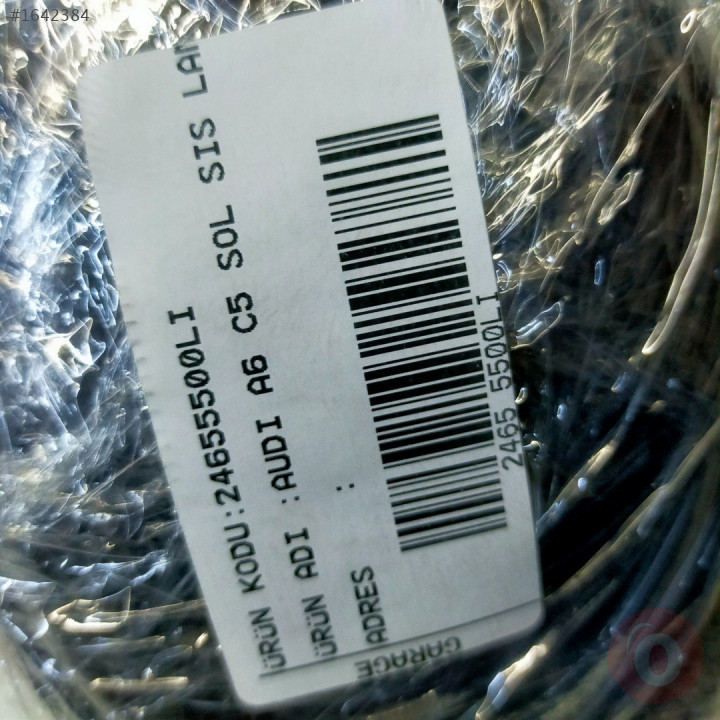 #1642384
ÜRÜN KODU:24655500LI
ÜRÜN ADI :AUDI A6 C5 SOL SIS LAM
ADRES :
2465 5500LI
GARAGE